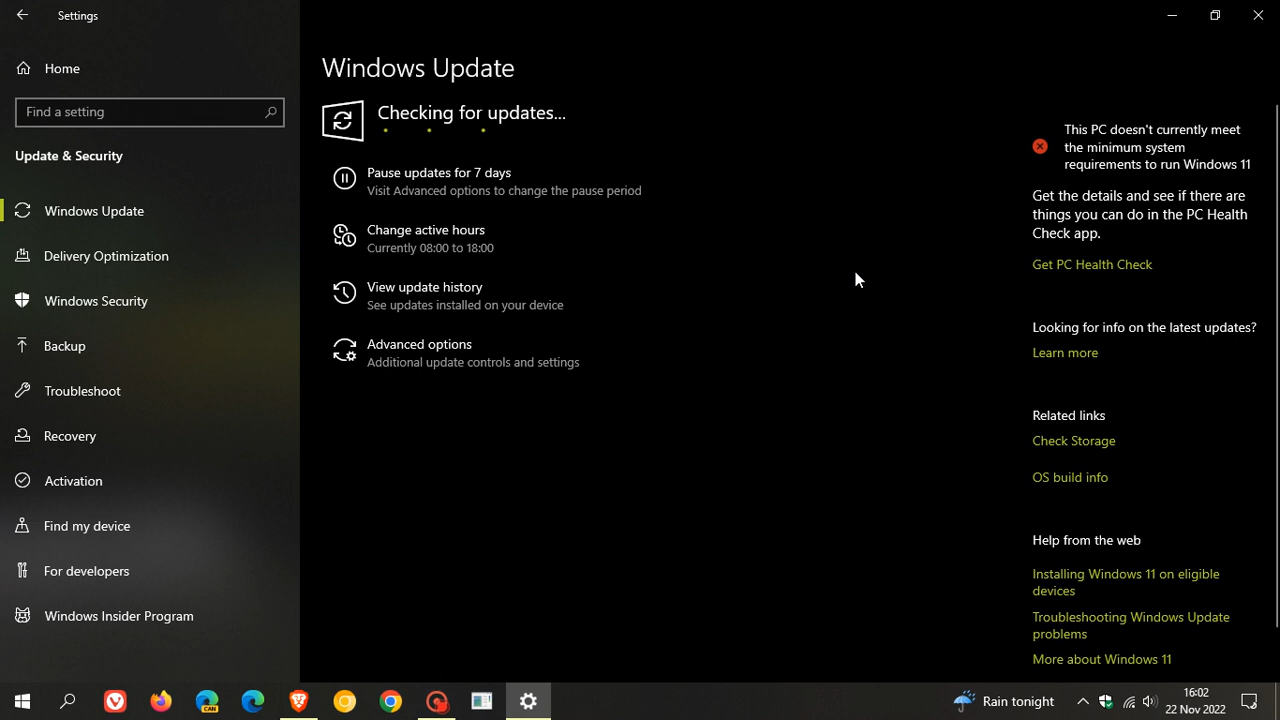 Settings
Home
Find a setting
Update & Security
Windows Update
Delivery Optimization
Windows Security
Backup
Troubleshoot
Recovery
Activation
Find my device
For developers
Windows Insider Program
Windows Update
Checking for updates...
Pause updates for 7 days
Visit Advanced options to change the pause period
Change active hours
Currently 08:00 to 18:00
View update history
See updates installed on your device
Advanced options
Additional update controls and settings
This PC doesn't currently meet
the minimum system
requirements to run Windows 11
Get the details and see if there are
things you can do in the PC Health
Check app.
Get PC Health Check
Looking for info on the latest updates?
Learn more
Related links
Check Storage
OS build info
Help from the web
Installing Windows 11 on eligible
devices
Troubleshooting Windows Update
problems
More about Windows 11
CAN
Rain tonight
16:02
22 Nov 2022